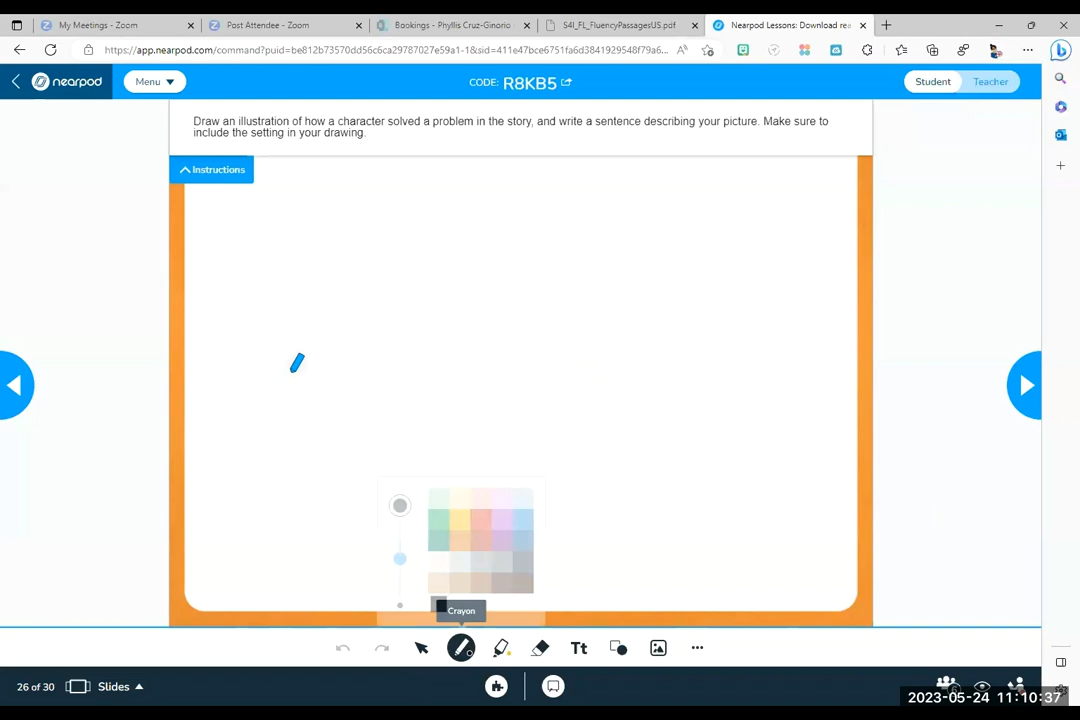 My Meetings - Zoom
Post Attendee - Zoom
Bookings - Phyllis Cruz-Ginorio
S4I_FL_FluencyPassagesUS.pdf
Nearpod Lessons: Download rea
https://app.nearpod.com/command?puid=be812b73570dd56c6ca29787027e59a1-1&sid=411e47bce6751fa6d3841929548f79a6...
nearpod
Menu
CODE: R8KB5
Student
Teacher
Draw an illustration of how a character solved a problem in the story, and write a sentence describing your picture. Make sure to
include the setting in your drawing.
Instructions
Crayon
Tt
26 of 30
Slides
2023-05-24 11:10:37